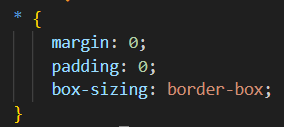 * {
margin: 0;
padding: 0;
box-sizing: border-box;
}